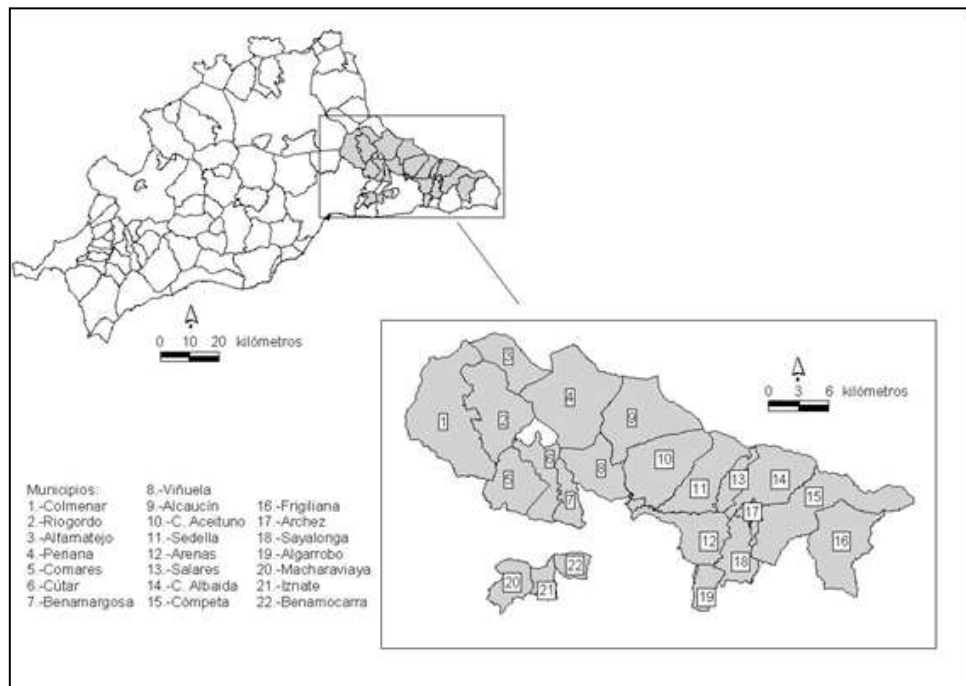 0 10 20 kilómetros
0 3 6 kilómetros
3
4
1
2
9
6
8
10
5
7
11
13
14
15
17
12
18
16
19
20
21
22
Municipios:
1.-Colmenar
2.-Riogordo
3.-Alfamatejo
4.-Periana
5.-Comares
6.-Cútar
7.-Benamargosa
8.-Viñuela
9.-Alcaucín
10.-C. Aceituno
11.-Sedella
12.-Arenas
13.-Salares
14.-C. Albaida
15.-Cómpeta
16.-Frigiliana
17.-Archez
18.-Sayalonga
19.-Algarrobo
20.-Macharaviaya
21.-Iznate
22.-Benamocarra